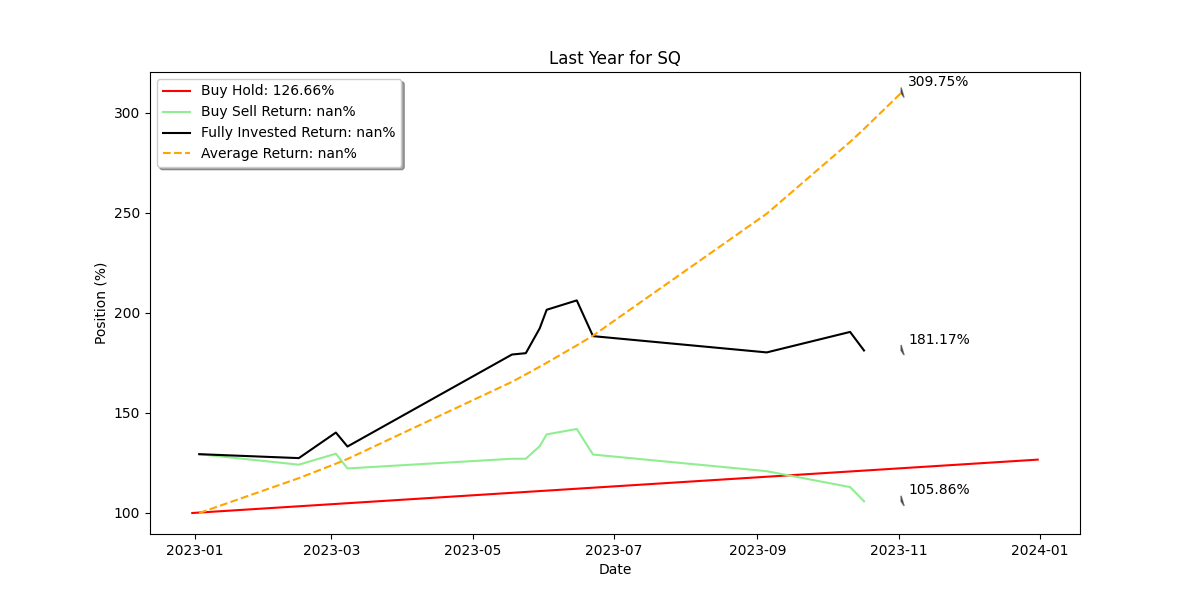 Last Year for SQ
Buy Hold: 126.66%
Buy Sell Return: nan%
Fully Invested Return: nan%
Average Return: nan%
309.75%
181.17%
105.86%
Position (%)
300
250
200
150
100
2023-01 2023-03 2023-05 2023-07 2023-09 2023-11 2024-01
Date